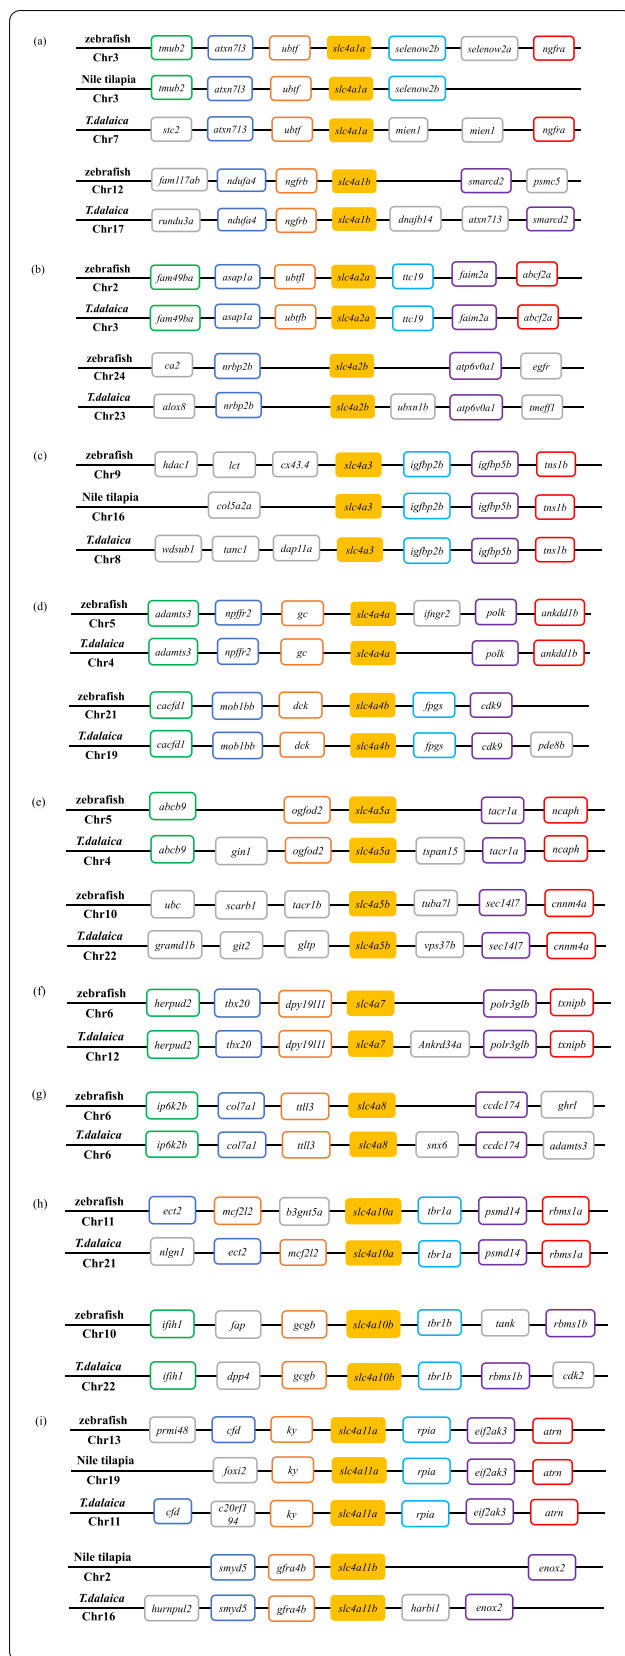 (a)
zebrafish
Chr3
tmub2 atxn7l3 ubtf slc4a1a selenow2b selenow2a ngfra
Nile tilapia
Chr3
tmub2 atxn7l3 ubtf slc4a1a selenow2b
T.dalaica
Chr7
stc2 atxn713 ubtf slc4a1a mien1 mien1 ngfra
zebrafish
Chr12
fam117ab ndufa4 ngfrb slc4a1b smarcd2 psmc5
T.dalaica
Chr17
rundu3a ndufa4 ngfrb slc4a1b dnajb14 atxn713 smarcd2
(b)
zebrafish
Chr2
fam49ba asap1a ubtfl slc4a2a ttc19 faim2a abcf2a
T.dalaica
Chr3
fam49ba asap1a ubtfb slc4a2a ttc19 faim2a abcf2a
zebrafish
Chr24
ca2 nrbp2b slc4a2b atp6v0a1 egfr
T.dalaica
Chr23
alox8 nrbp2b slc4a2b ubxn1b atp6v0a1 tmeff1
(c)
zebrafish
Chr9
hdac1 lct cx43.4 slc4a3 igfbp2b igfbp5b tns1b
Nile tilapia
Chr16
col5a2a slc4a3 igfbp2b igfbp5b tns1b
T.dalaica
Chr8
wdsub1 tanc1 dap11a slc4a3 igfbp2b igfbp5b tns1b
(d)
zebrafish
Chr5
adamts3 npffr2 gc slc4a4a ifngr2 polk ankdd1b
T.dalaica
Chr4
adamts3 npffr2 gc slc4a4a polk ankdd1b
zebrafish
Chr21
cacfd1 mob1bb dck slc4a4b fpgs cdk9
T.dalaica
Chr19
cacfd1 mob1bb dck slc4a4b fpgs cdk9 pde8b
(e)
zebrafish
Chr5
abcb9 ogfod2 slc4a5a tacr1a ncaph
T.dalaica
Chr4
abcb9 gin1 ogfod2 slc4a5a tspan15 tacr1a ncaph
zebrafish
Chr10
ubc scarb1 tacr1b slc4a5b tuba7l sec14l7 cnnm4a
T.dalaica
Chr22
gramd1b git2 gltp slc4a5b vps37b sec14l7 cnnm4a
(f)
zebrafish
Chr6
herpud2 tbx20 dpy19l1l slc4a7 polr3glb txnipb
T.dalaica
Chr12
herpud2 tbx20 dpy19l1l slc4a7 Ankrd34a polr3glb txnipb
(g)
zebrafish
Chr6
ip6k2b col7a1 ttll3 slc4a8 ccdc174 ghrl
T.dalaica
Chr6
ip6k2b col7a1 ttll3 slc4a8 snx6 ccdc174 adamts3
(h)
zebrafish
Chr11
ect2 mcf2l2 b3gnt5a slc4a10a tbr1a psmd14 rbms1a
T.dalaica
Chr21
nlgn1 ect2 mcf2l2 slc4a10a tbr1a psmd14 rbms1a
zebrafish
Chr10
ifih1 fap gcgb slc4a10b tbr1b tank rbms1b
T.dalaica
Chr22
ifih1 dpp4 gcgb slc4a10b tbr1b rbms1b cdk2
(i)
zebrafish
Chr13
prmi48 cfd ky slc4a11a rpia eif2ak3 atrn
Nile tilapia
Chr19
foxi2 ky slc4a11a rpia eif2ak3 atrn
T.dalaica
Chr11
cfd c20rf1 94 ky slc4a11a rpia eif2ak3 atrn
Nile tilapia
Chr2
smyd5 gfra4b slc4a11b enox2
T.dalaica
Chr16
hurnpul2 smyd5 gfra4b slc4a11b harbi1 enox2